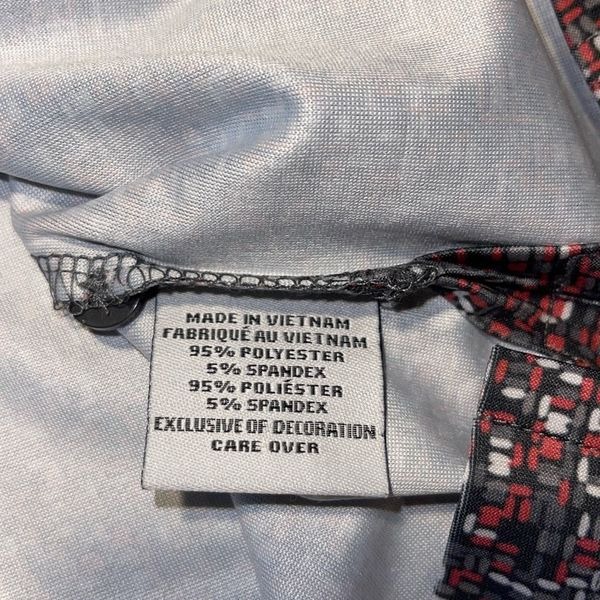 MADE IN VIETNAM
FABRIQUÉ AU VIETNAM
95% POLYESTER
5% SPANDEX
95% POLIÉSTER
5% SPANDEX
EXCLUSIVE OF DECORATION
CARE OVER